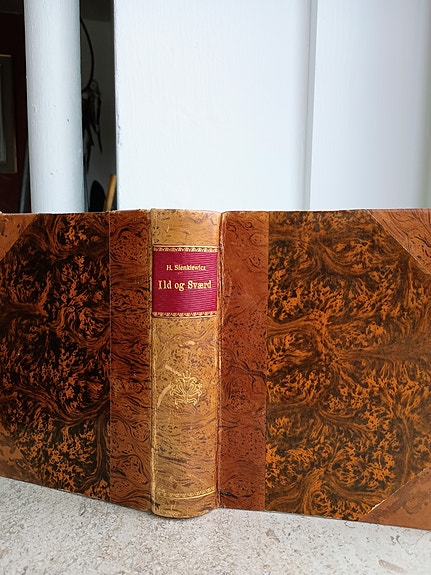 H. Sienkiewicz
Ild og Sværd